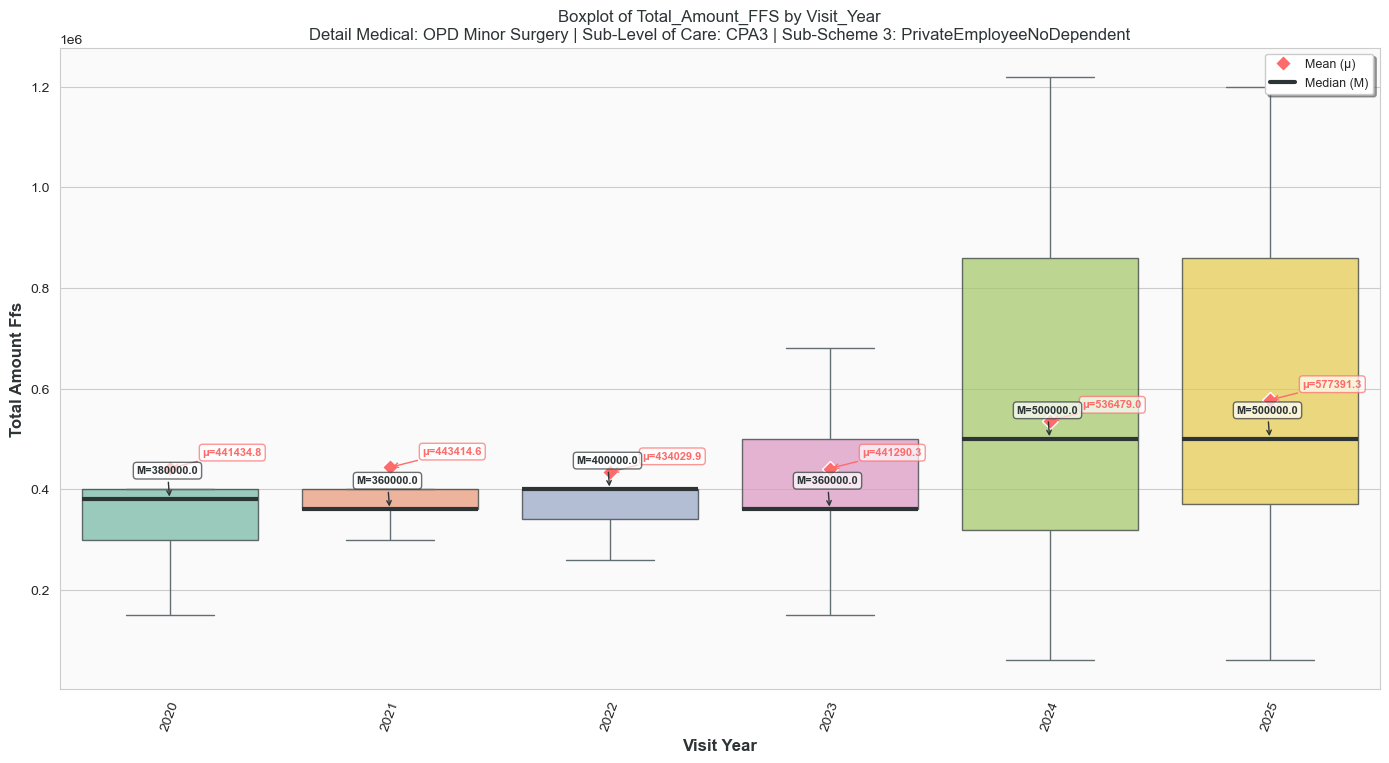 Boxplot of Total_Amount_FFS by Visit_Year
Detail Medical: OPD Minor Surgery | Sub-Level of Care: CPA3 | Sub-Scheme 3: PrivateEmployeeNoDependent
1e6
Mean (μ)
Median (M)
1.2
1.0
0.8
0.6
0.4
0.2
Total Amount Ffs
μ=441434.8
M=380000.0
μ=443414.6
M=360000.0
μ=434029.9
M=400000.0
μ=441290.3
M=360000.0
μ=536479.0
M=500000.0
μ=577391.3
M=500000.0
2020
2021
2022
2023
2024
2025
Visit Year